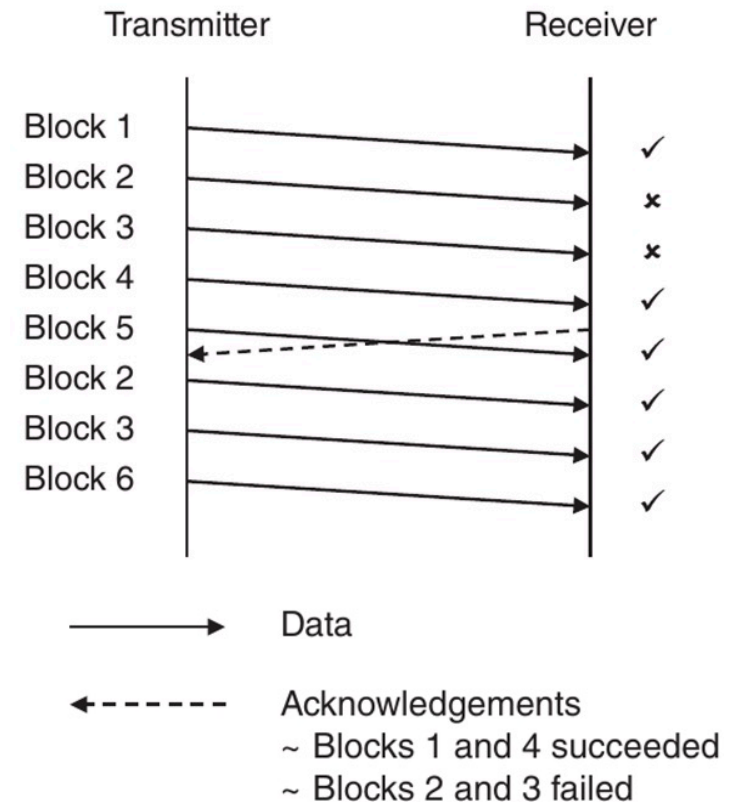 Transmitter Receiver
Block 1 ✓
Block 2 ×
Block 3 ×
Block 4 ✓
Block 5 ✓
Block 2 ✓
Block 3 ✓
Block 6 ✓
Data
Acknowledgements
~ Blocks 1 and 4 succeeded
~ Blocks 2 and 3 failed